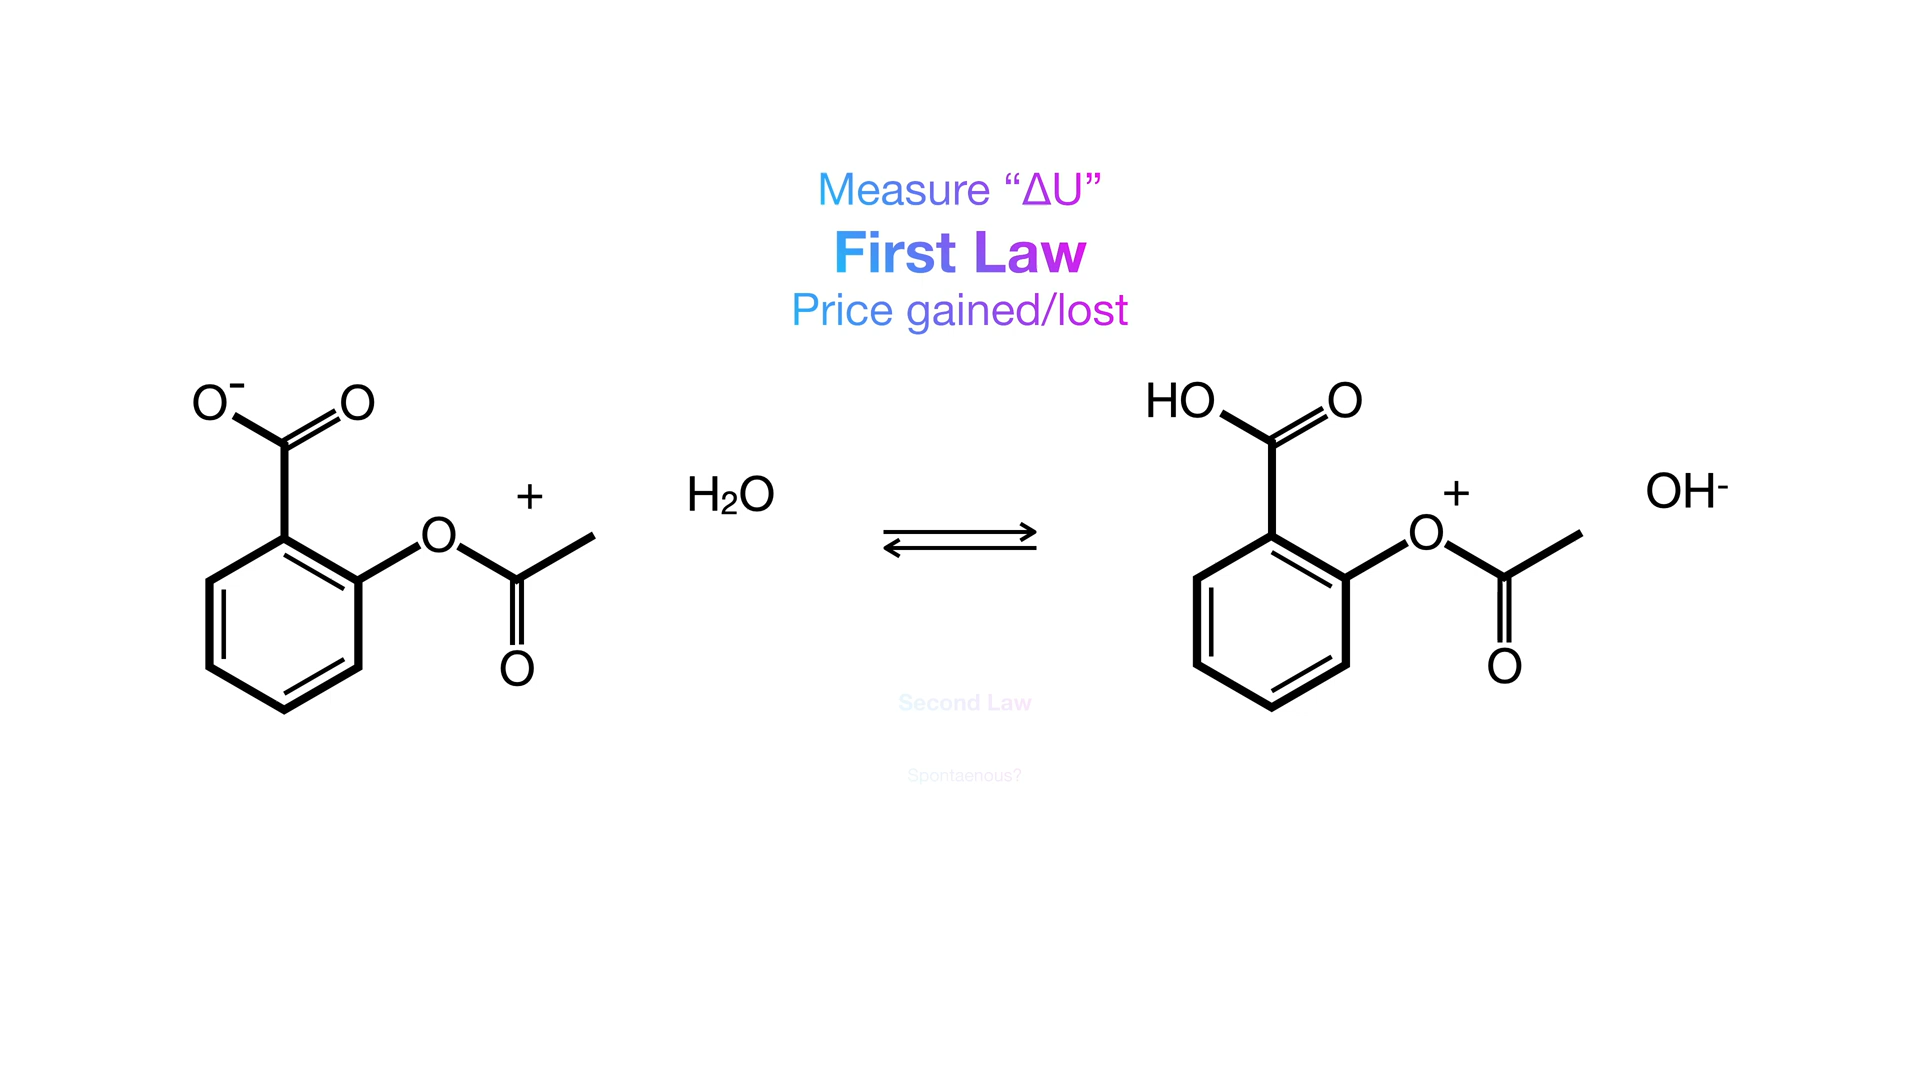 Measure “ΔU”
First Law
Price gained/lost
O- O
+ H2O
O
O
HO O
+ OH-
O
O
Second Law
Spontaenous?